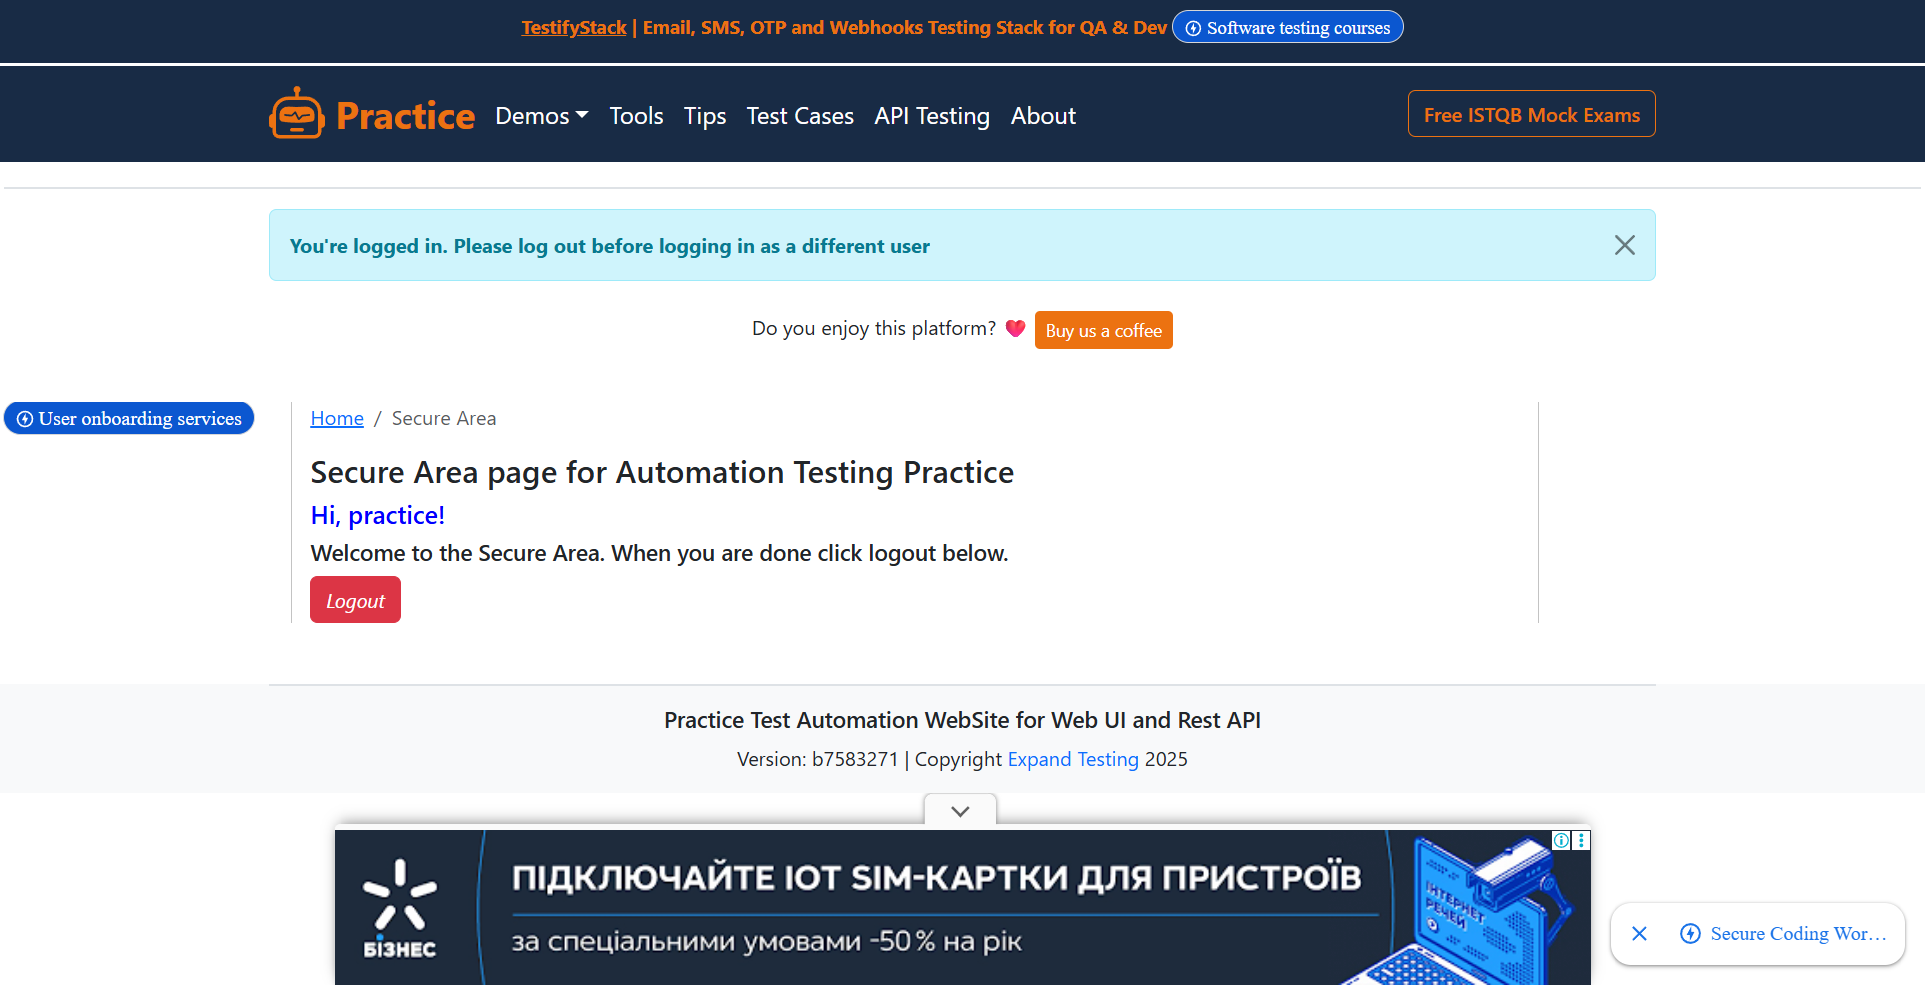 TestifyStack | Email, SMS, OTP and Webhooks Testing Stack for QA & Dev Software testing courses
Practice Demos Tools Tips Test Cases API Testing About Free ISTQB Mock Exams
You're logged in. Please log out before logging in as a different user
Do you enjoy this platform? Buy us a coffee
User onboarding services
Home / Secure Area
Secure Area page for Automation Testing Practice
Hi, practice!
Welcome to the Secure Area. When you are done click logout below.
Logout
Practice Test Automation WebSite for Web UI and Rest API
Version: b7583271 | Copyright Expand Testing 2025
БІЗНЕС
ПІДКЛЮЧАЙТЕ ІОТ SIM-КАРТКИ ДЛЯ ПРИСТРОЇВ
за спеціальними умовами -50% на рік
ІНТЕРНЕТ
РЕЧЕЙ
Secure Coding Wor...